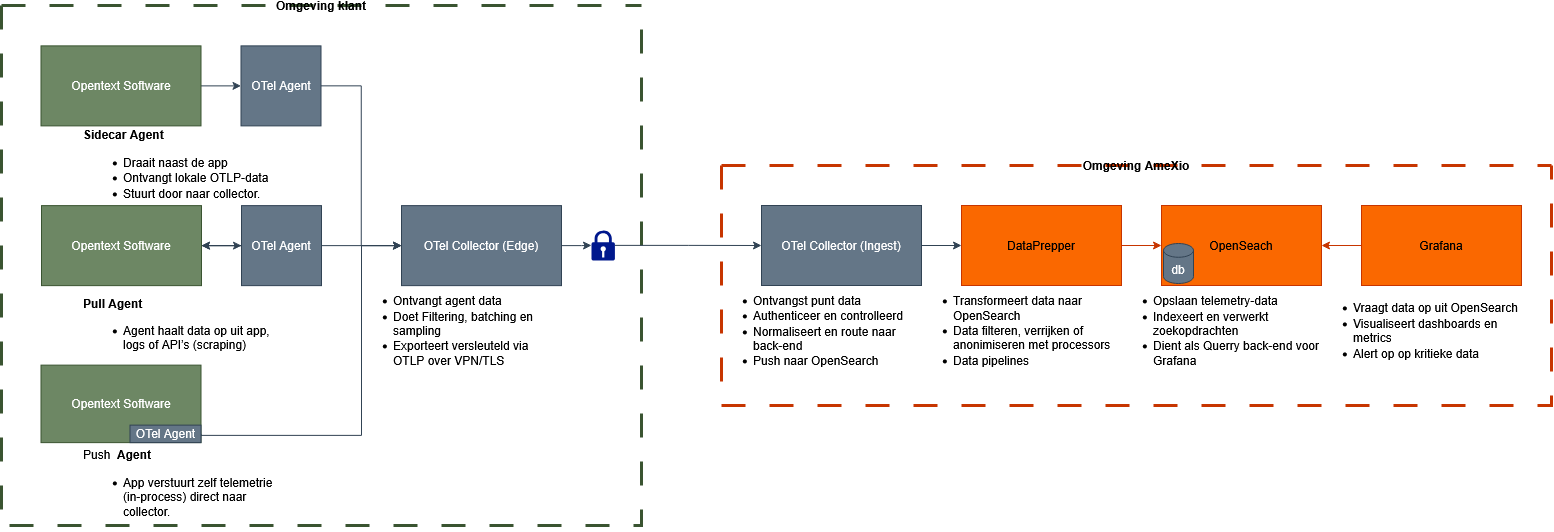 Omgeving klant
Opentext Software
OTel Agent
Sidecar Agent
• Draait naast de app
• Ontvangt lokale OTLP-data
• Stuurt door naar collector.
Opentext Software
OTel Agent
Pull Agent
• Agent haalt data op uit app,
logs of API's (scraping)
Opentext Software
OTel Agent
Push Agent
• App verstuurt zelf telemetrie
(in-process) direct naar
collector.
OTel Collector (Edge)
• Ontvangt agent data
• Doet Filtering, batching en
sampling
• Exporteert versleuteld via
OTLP over VPN/TLS
Omgeving AmeXio
OTel Collector (Ingest)
• Ontvangst punt data
• Authenticeer en controlleerd
• Normaliseert en route naar
back-end
• Push naar OpenSearch
DataPrepper
• Transformeert data naar
OpenSearch
• Data filteren, verrijken of
anonimiseren met processors
• Data pipelines
OpenSeach
db
• Opslaan telemetry-data
• Indexeert en verwerkt
zoekopdrachten
• Dient als Querry back-end voor
Grafana
Grafana
• Vraagt data op uit OpenSearch
• Visualiseert dashboards en
metrics
• Alert op op kritieke data